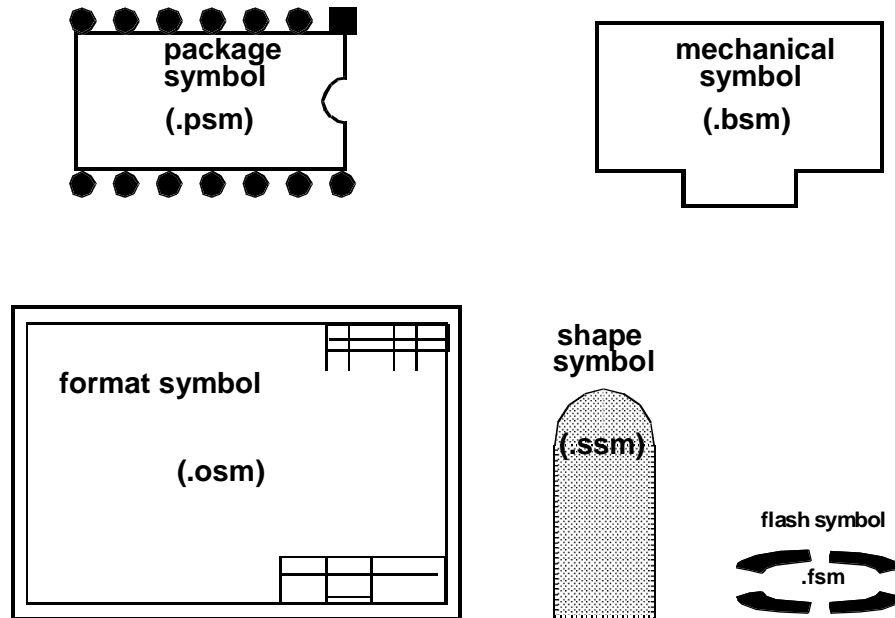 package
symbol
(.psm)
mechanical
symbol
(.bsm)
format symbol
(.osm)
shape
symbol
(.ssm)
flash symbol
.fsm